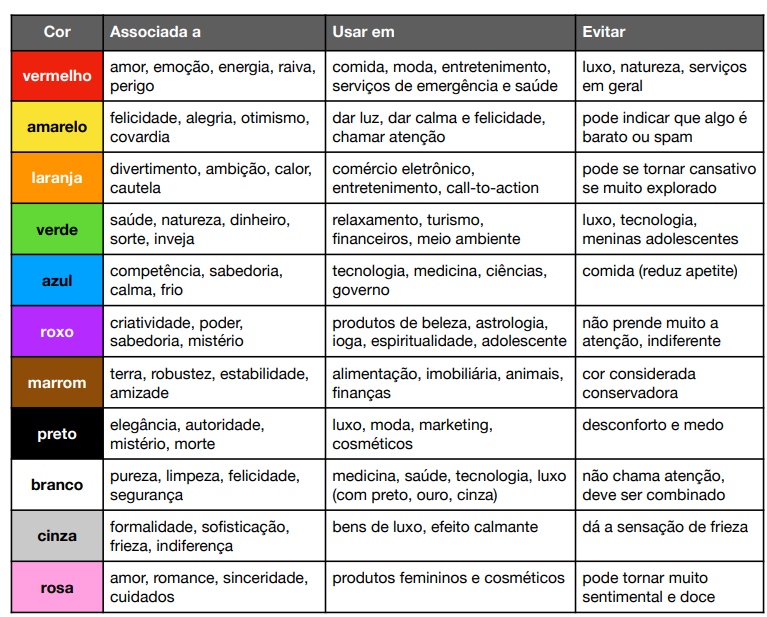 Cor Associada a Usar em Evitar
vermelho amor, emoção, energia, raiva, comida, moda, entretenimento, luxo, natureza, serviços
perigo serviços de emergência e saúde em geral
amarelo felicidade, alegria, otimismo, dar luz, dar calma e felicidade, pode indicar que algo é
covardia chamar atenção barato ou spam
laranja divertimento, ambição, calor, comércio eletrônico, pode se tornar cansativo
cautela entretenimento, call-to-action se muito explorado
verde saúde, natureza, dinheiro, relaxamento, turismo, luxo, tecnologia,
sorte, inveja financeiros, meio ambiente meninas adolescentes
azul competência, sabedoria, tecnologia, medicina, ciências, comida (reduz apetite)
calma, frio governo
roxo criatividade, poder, produtos de beleza, astrologia, não prende muito a
sabedoria, mistério ioga, espiritualidade, adolescente atenção, indiferente
marrom terra, robustez, estabilidade, alimentação, imobiliária, animais, cor considerada
amizade finanças conservadora
preto elegância, autoridade, luxo, moda, marketing, desconforto e medo
mistério, morte cosméticos
branco pureza, limpeza, felicidade, medicina, saúde, tecnologia, luxo não chama atenção,
segurança (com preto, ouro, cinza) deve ser combinado
cinza formalidade, sofisticação, bens de luxo, efeito calmante dá a sensação de frieza
frieza, indiferença
rosa amor, romance, sinceridade, produtos femininos e cosméticos pode tornar muito
cuidados sentimental e doce